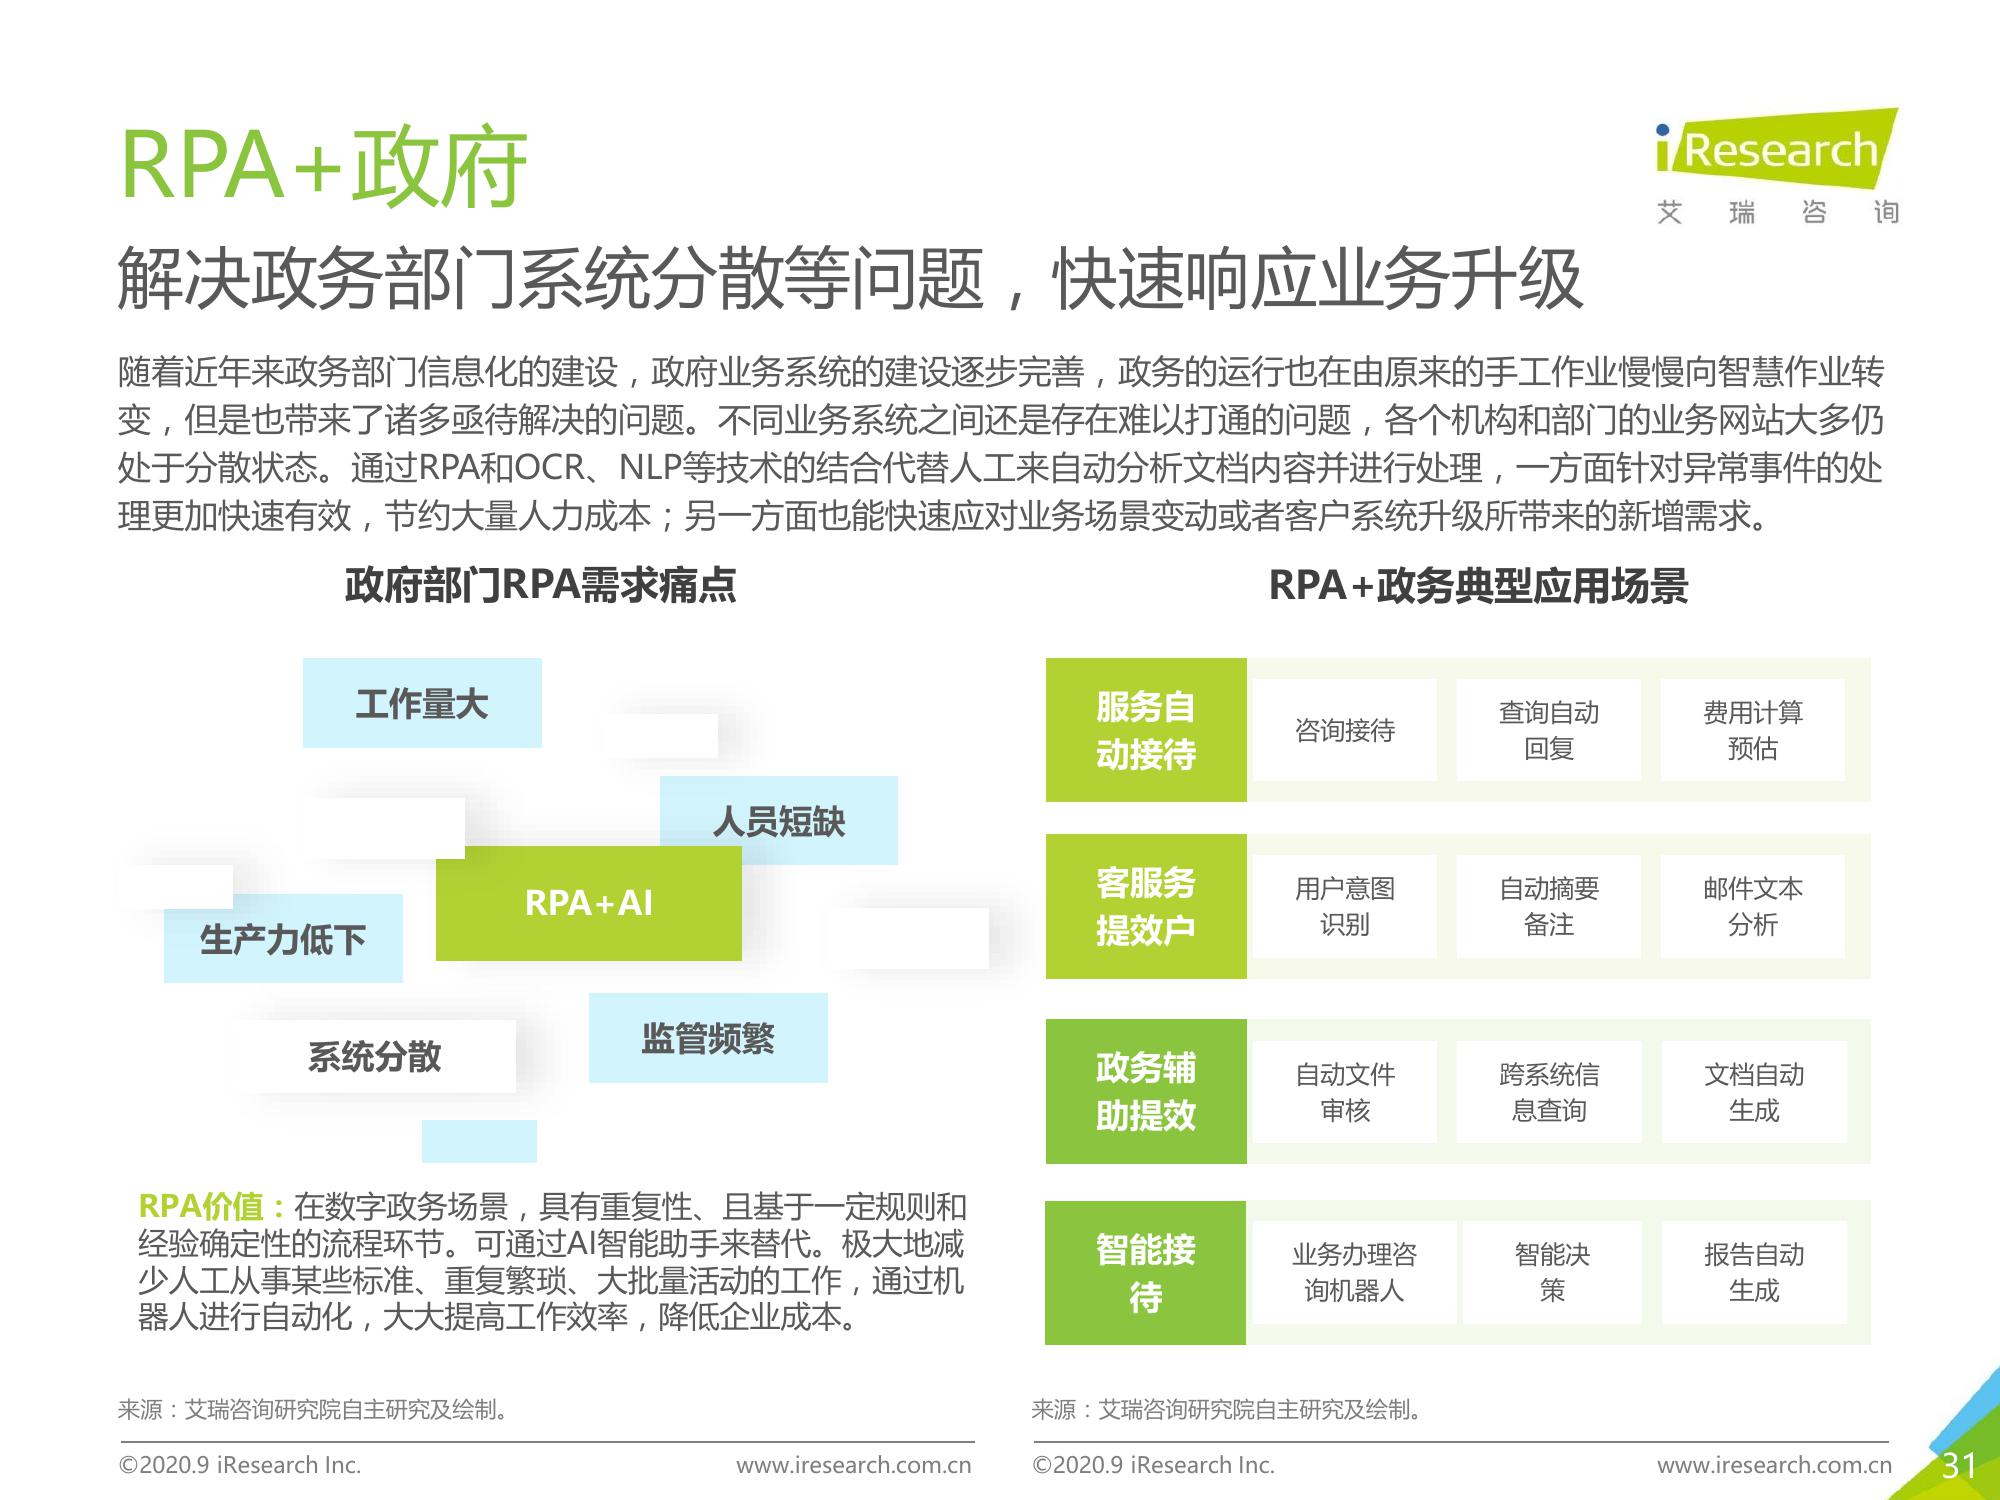 RPA+政府
iResearch
艾瑞咨询
解决政务部门系统分散等问题，快速响应业务升级
随着近年来政务部门信息化的建设，政府业务系统的建设逐步完善，政务的运行也在由原来的手工作业慢慢向智慧作业转
变，但是也带来了诸多亟待解决的问题。不同业务系统之间还是存在难以打通的问题，各个机构和部门的业务网站大多仍
处于分散状态。通过RPA和OCR、NLP等技术的结合代替人工来自动分析文档内容并进行处理，一方面针对异常事件的处
理更加快速有效，节约大量人力成本；另一方面也能快速应对业务场景变动或者客户系统升级所带来的新增需求。
政府部门RPA需求痛点
工作量大
人员短缺
RPA+AI
生产力低下
监管频繁
系统分散
RPA价值：在数字政务场景，具有重复性、且基于一定规则和
经验确定性的流程环节。可通过AI智能助手来替代。极大地减
少人工从事某些标准、重复繁琐、大批量活动的工作，通过机
器人进行自动化，大大提高工作效率，降低企业成本。
来源：艾瑞咨询研究院自主研究及绘制。
©2020.9 iResearch Inc.
www.iresearch.com.cn
RPA+政务典型应用场景
服务自
动接待
咨询接待
查询自动
回复
费用计算
预估
客服务
提效户
用户意图
识别
自动摘要
备注
邮件文本
分析
政务辅
助提效
自动文件
审核
跨系统信
息查询
文档自动
生成
智能接
待
业务办理咨
询机器人
智能决
策
报告自动
生成
来源：艾瑞咨询研究院自主研究及绘制。
©2020.9 iResearch Inc.
www.iresearch.com.cn
31